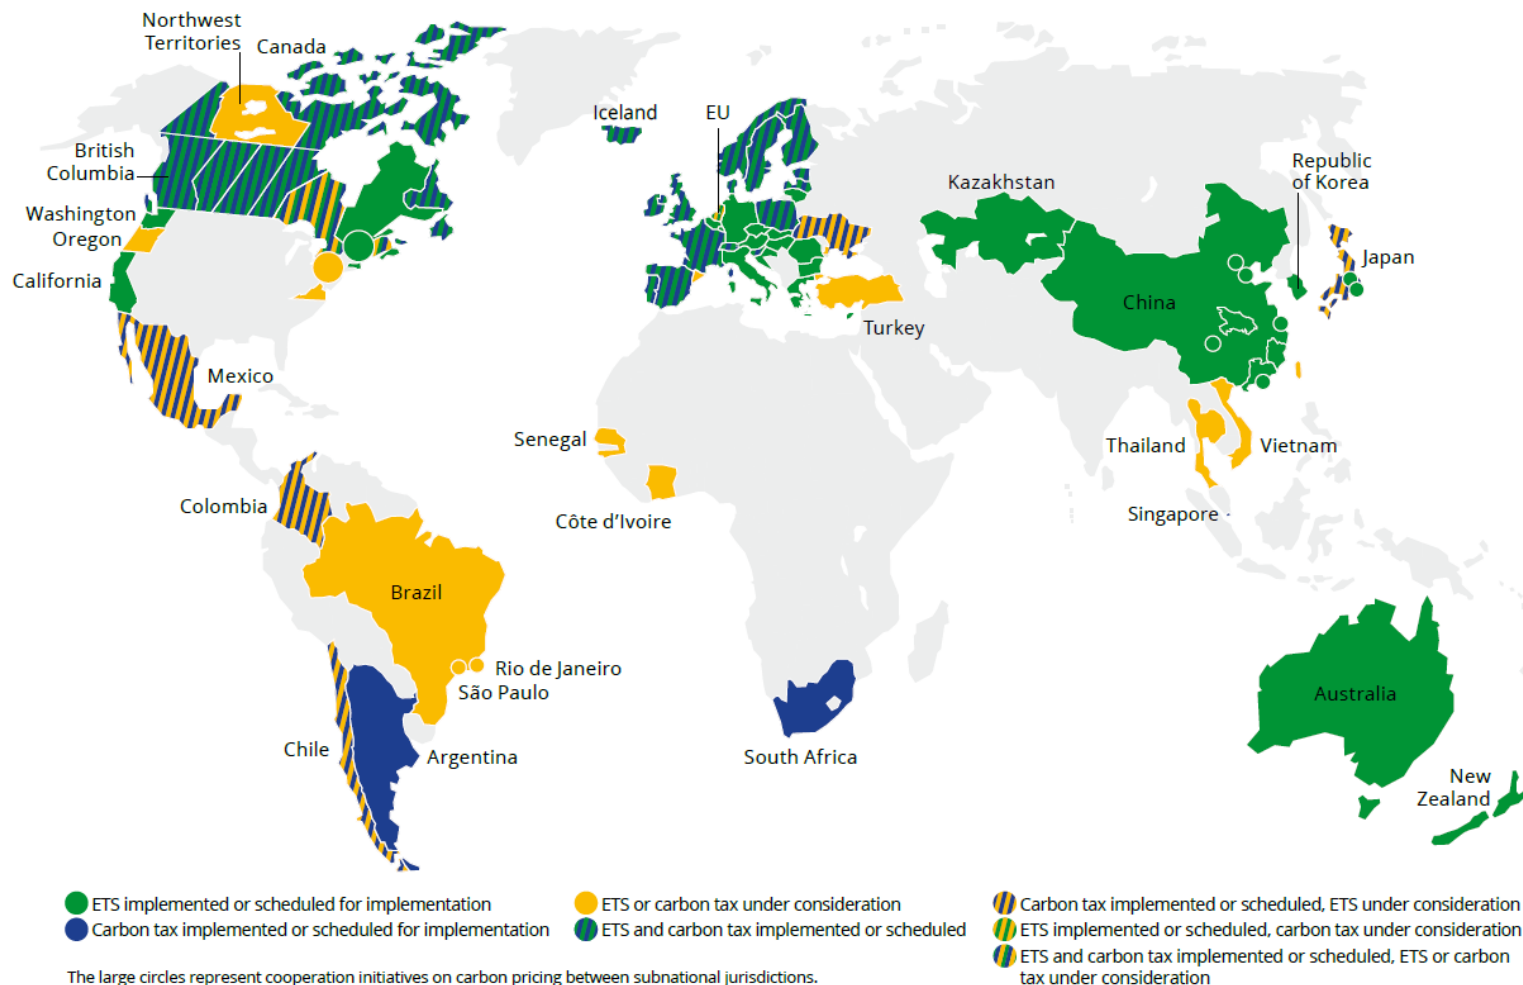 Northwest
Territories
Canada
British
Columbia
Washington
Oregon
California
Mexico
Colombia
Brazil
Rio de Janeiro
São Paulo
Chile
Argentina
Iceland
EU
Turkey
Senegal
Côte d’Ivoire
South Africa
Kazakhstan
Republic
of Korea
Japan
China
Thailand
Vietnam
Singapore
Australia
New
Zealand
ETS implemented or scheduled for implementation
Carbon tax implemented or scheduled for implementation
ETS or carbon tax under consideration
ETS and carbon tax implemented or scheduled
Carbon tax implemented or scheduled, ETS under consideration
ETS implemented or scheduled, carbon tax under consideration
ETS and carbon tax implemented or scheduled, ETS or carbon
tax under consideration
The large circles represent cooperation initiatives on carbon pricing between subnational jurisdictions.